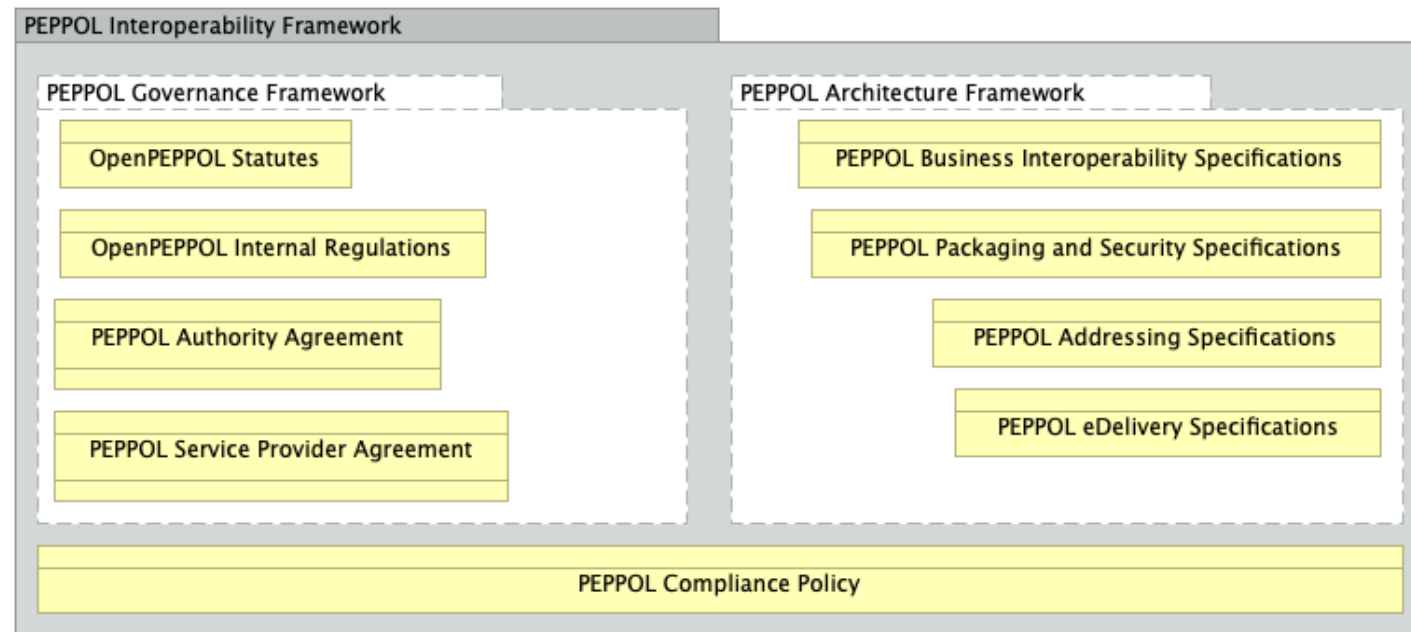 PEPPOL Interoperability Framework
PEPPOL Governance Framework
OpenPEPPOL Statutes
OpenPEPPOL Internal Regulations
PEPPOL Authority Agreement
PEPPOL Service Provider Agreement
PEPPOL Architecture Framework
PEPPOL Business Interoperability Specifications
PEPPOL Packaging and Security Specifications
PEPPOL Addressing Specifications
PEPPOL eDelivery Specifications
PEPPOL Compliance Policy